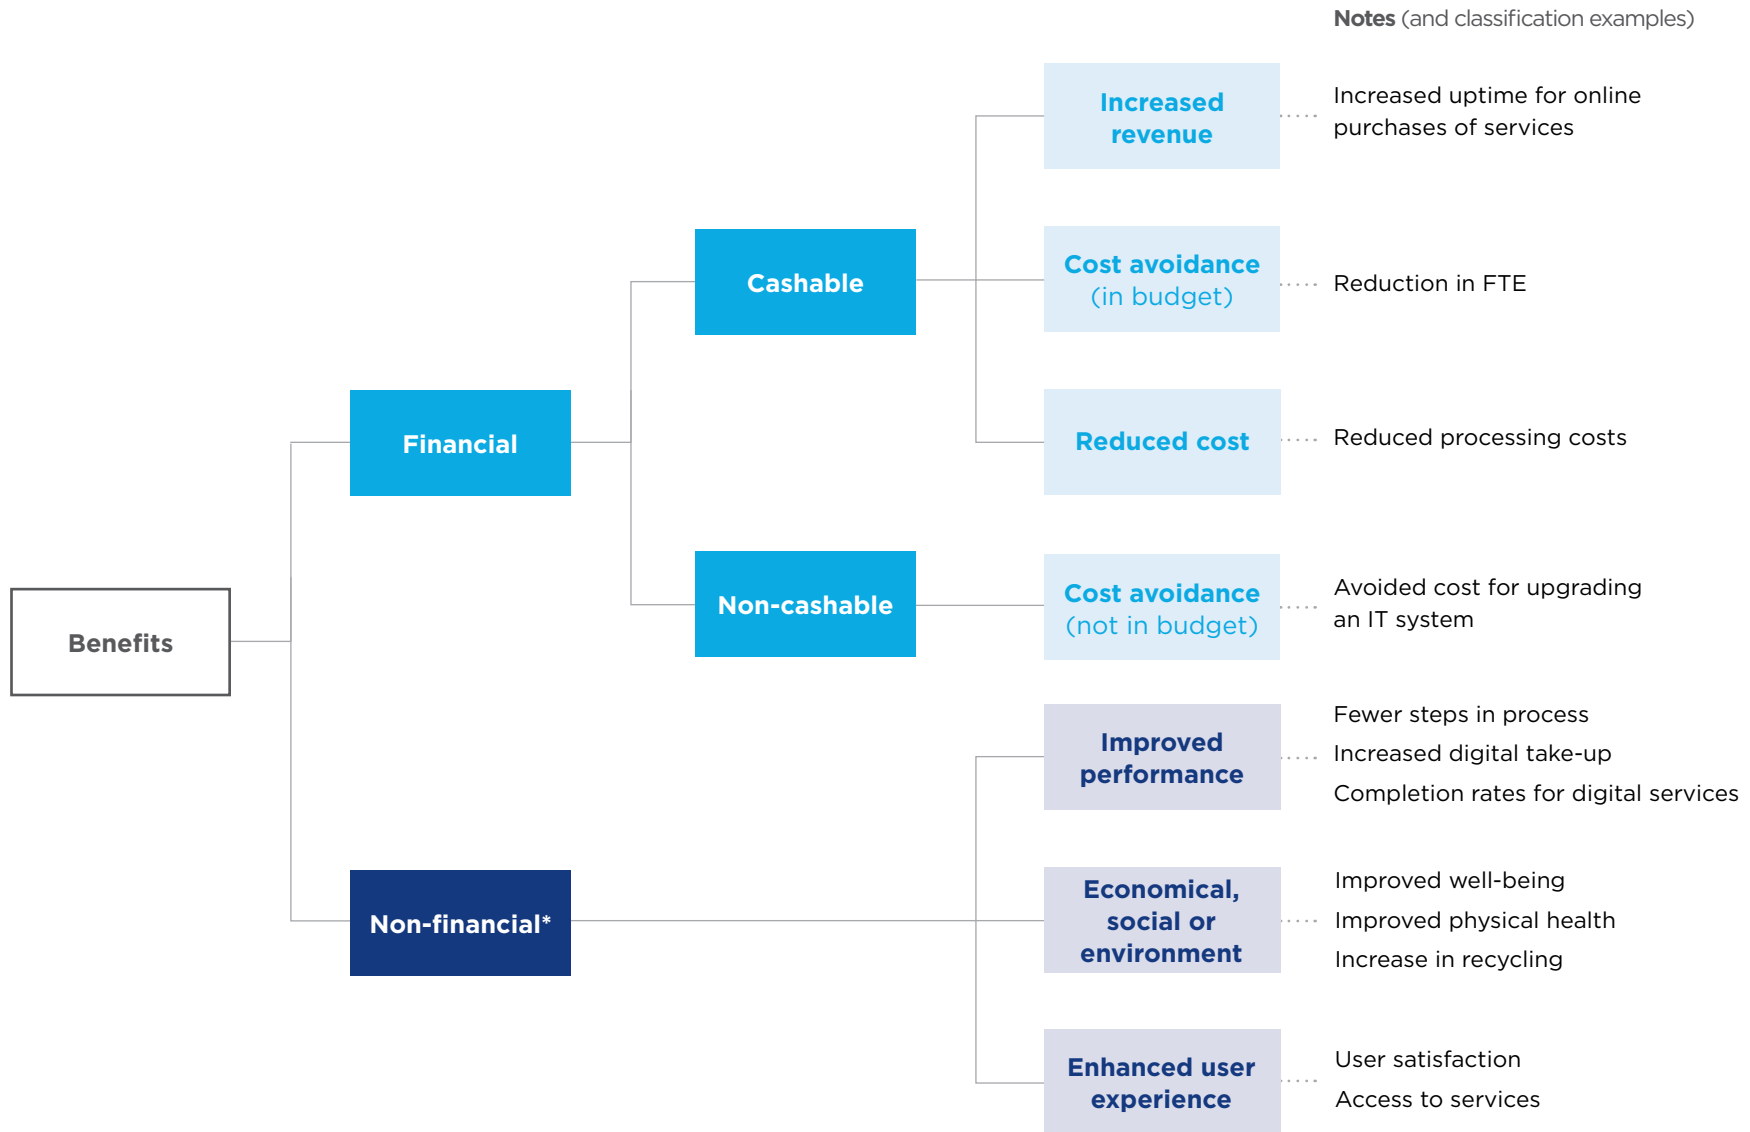 Notes (and classification examples)
Increased
revenue
Increased uptime for online
purchases of services
Cashable
Cost avoidance
(in budget)
Reduction in FTE
Financial
Reduced cost
Reduced processing costs
Non-cashable
Cost avoidance
(not in budget)
Avoided cost for upgrading
an IT system
Benefits
Improved
performance
Fewer steps in process
Increased digital take-up
Completion rates for digital services
Non-financial*
Economical,
social or
environment
Improved well-being
Improved physical health
Increase in recycling
Enhanced user
experience
User satisfaction
Access to services